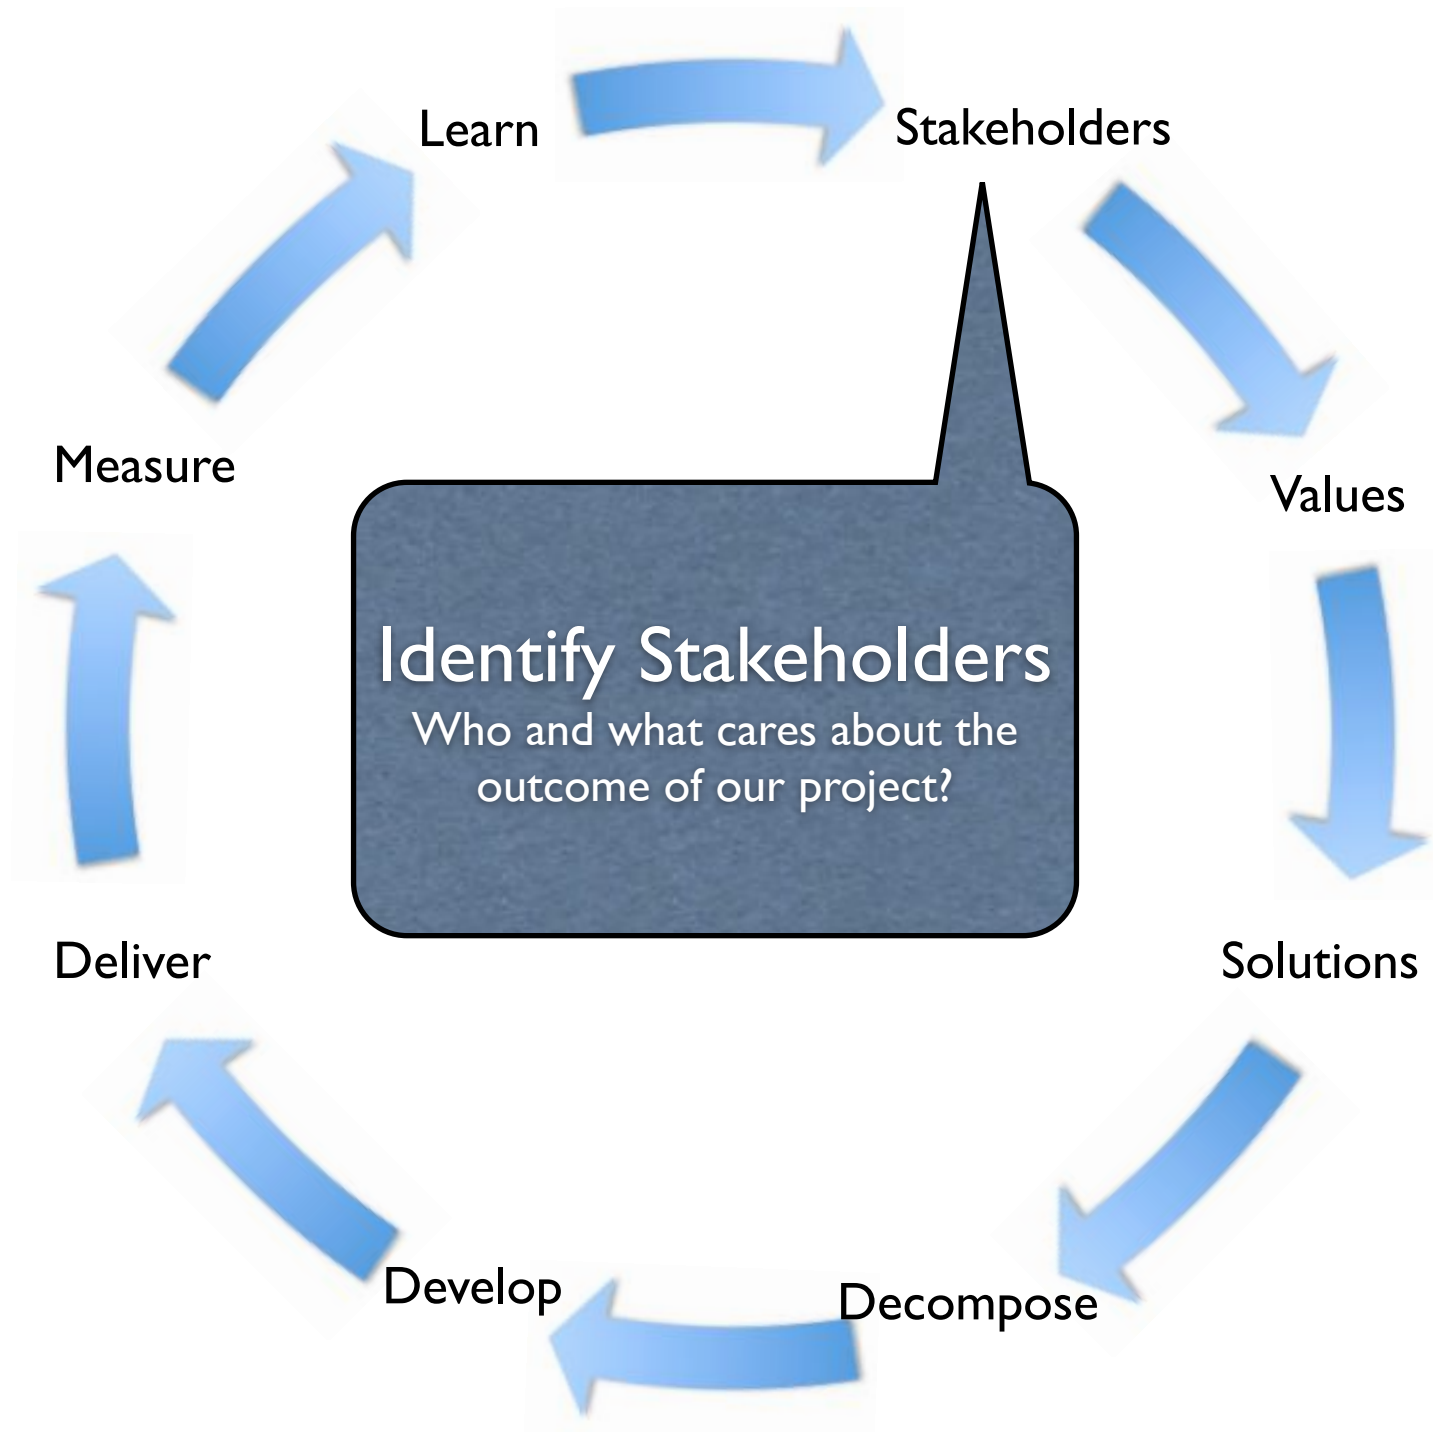 Learn
Stakeholders
Measure
Values
Identify Stakeholders
Who and what cares about the
outcome of our project?
Deliver
Solutions
Develop
Decompose